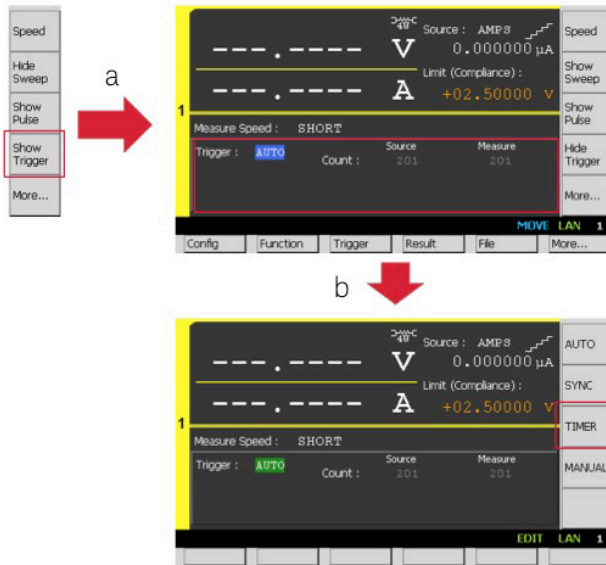 Speed
Hide
Sweep
Show
Pulse
Show
Trigger
More...
a
---.---- V
Source : AMPS
0.000000 µA
---.---- A
Limit (Compliance) :
+02.50000 V
1
Measure Speed : SHORT
Trigger : AUTO
Source Measure
Count : 201 201
Speed
Show
Sweep
Show
Pulse
Hide
Trigger
More...
MOVE LAN 1
Config Function Trigger Result File More...
b
---.---- V
Source : AMPS
0.000000 µA
---.---- A
Limit (Compliance) :
+02.50000 V
1
Measure Speed : SHORT
Trigger : AUTO
Source Measure
Count : 201 201
AUTO
SYNC
TIMER
MANUAL
EDIT LAN 1